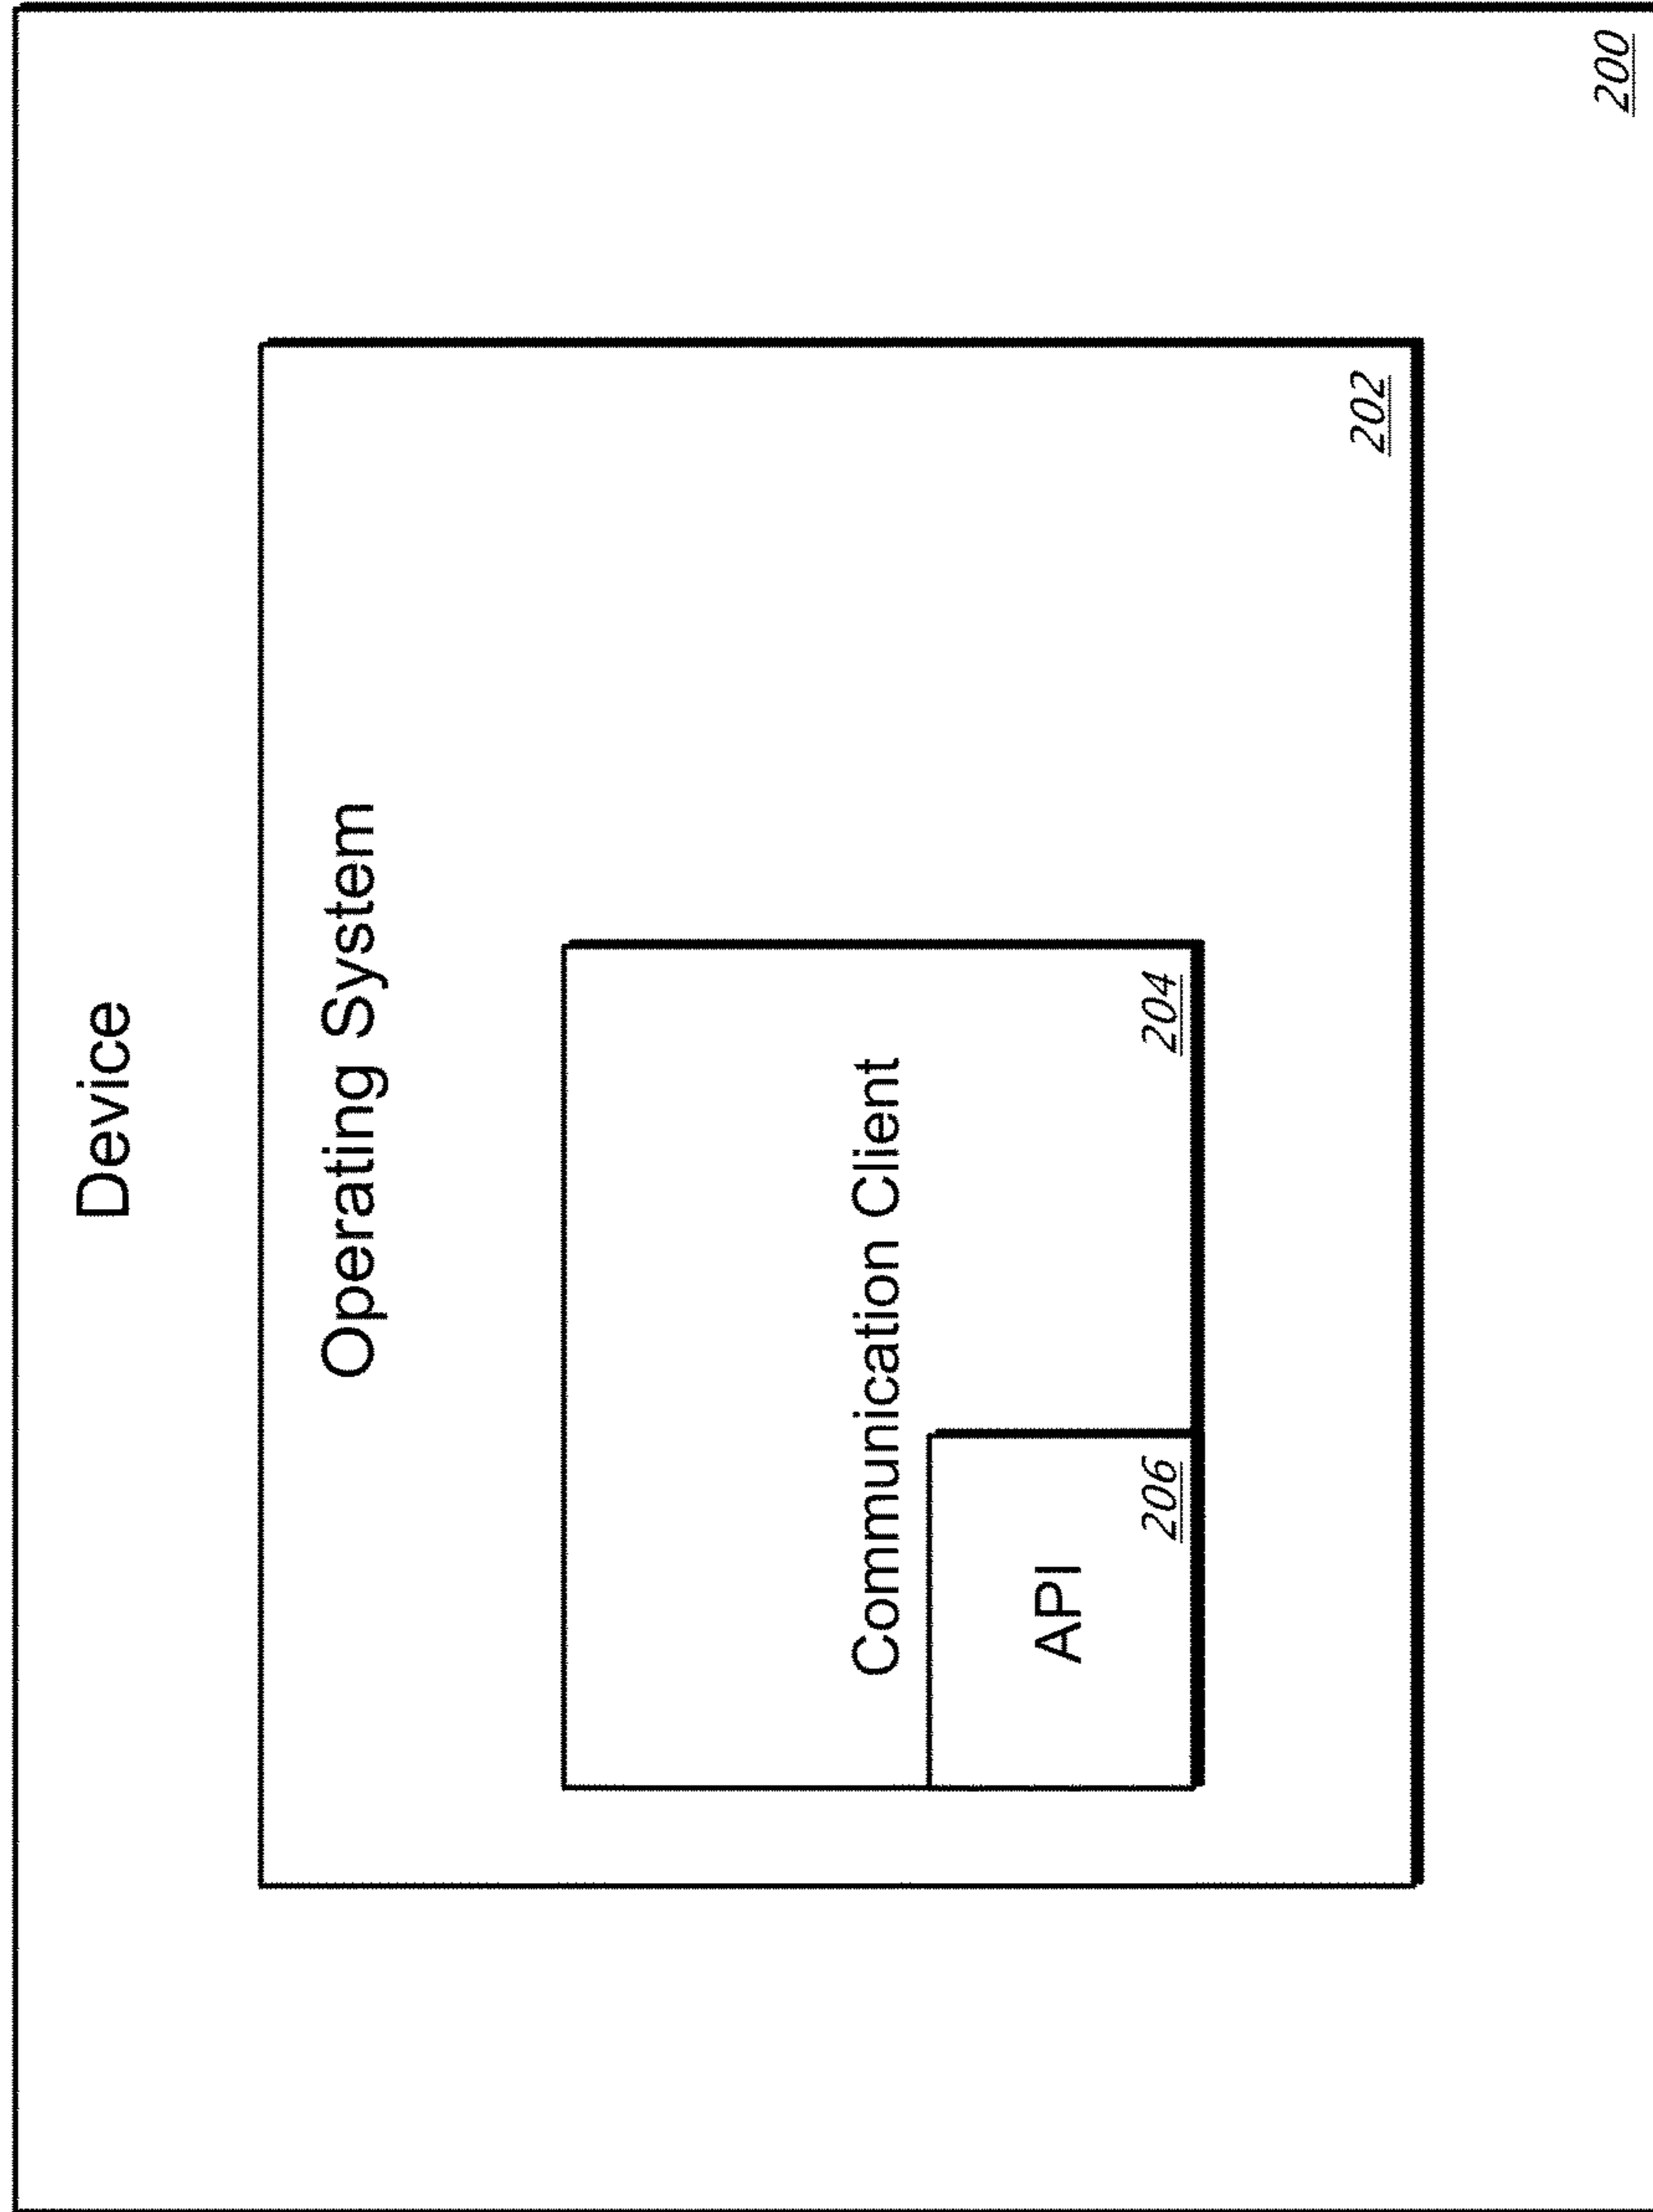 Device
Operating System
Communication Client
API
206
204
202
200